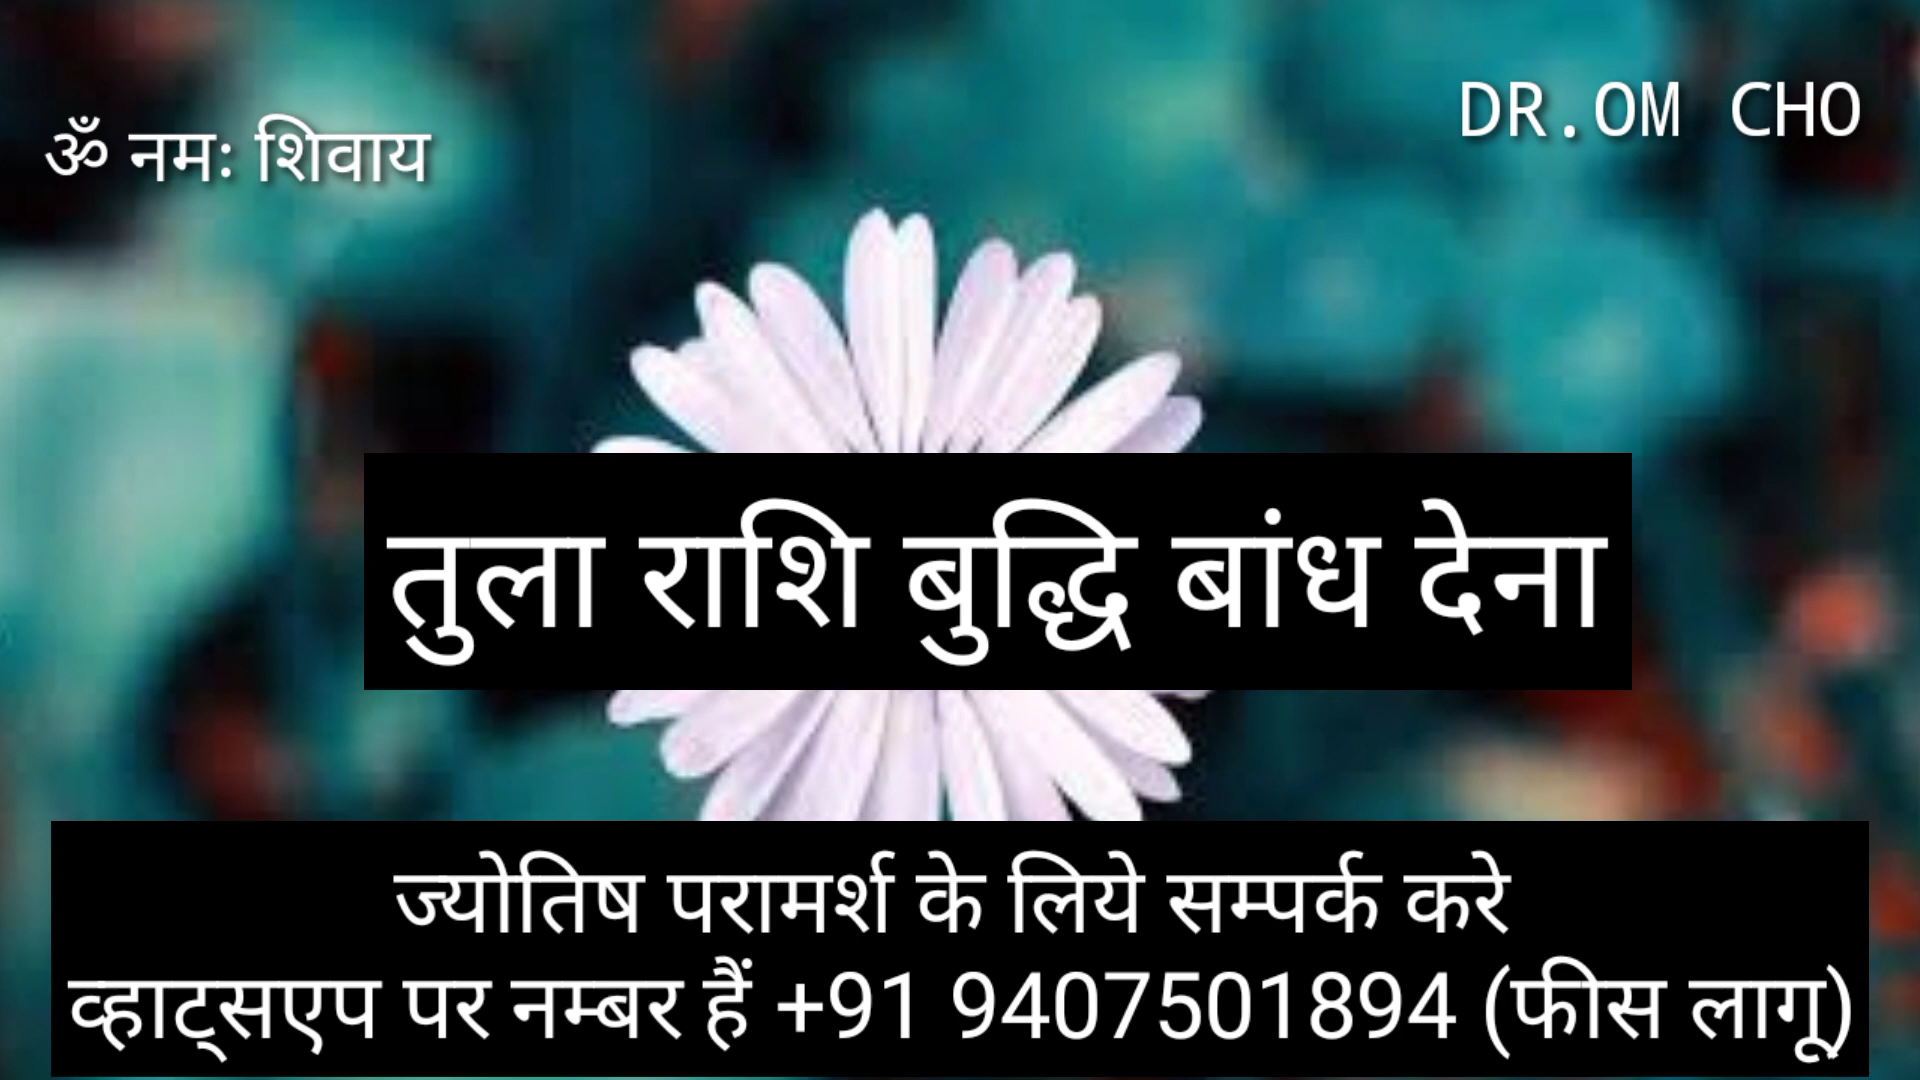 ॐ नमः शिवाय
DR.OM CHO
तुला राशि बुद्धि बांध देना
ज्योतिष परामर्श के लिये सम्पर्क करे
व्हाट्सएप पर नम्बर हैं +91 9407501894 (फीस लागू)